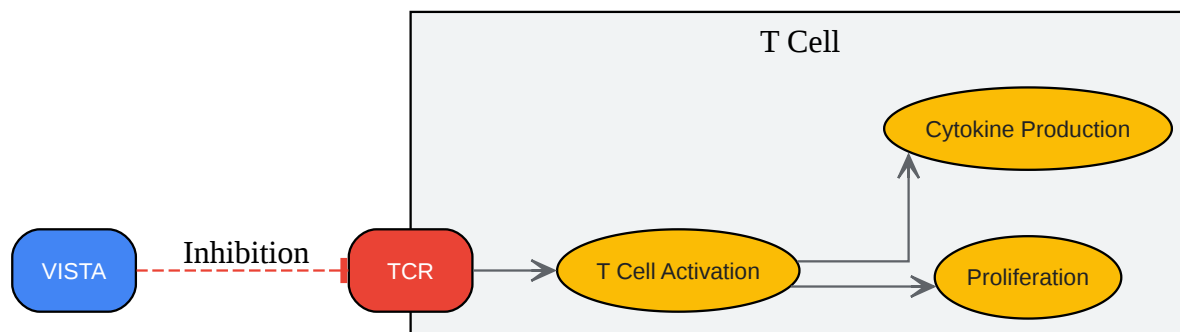 T Cell
Cytokine Production
Inhibition
VISTA
TCR
T Cell Activation
Proliferation